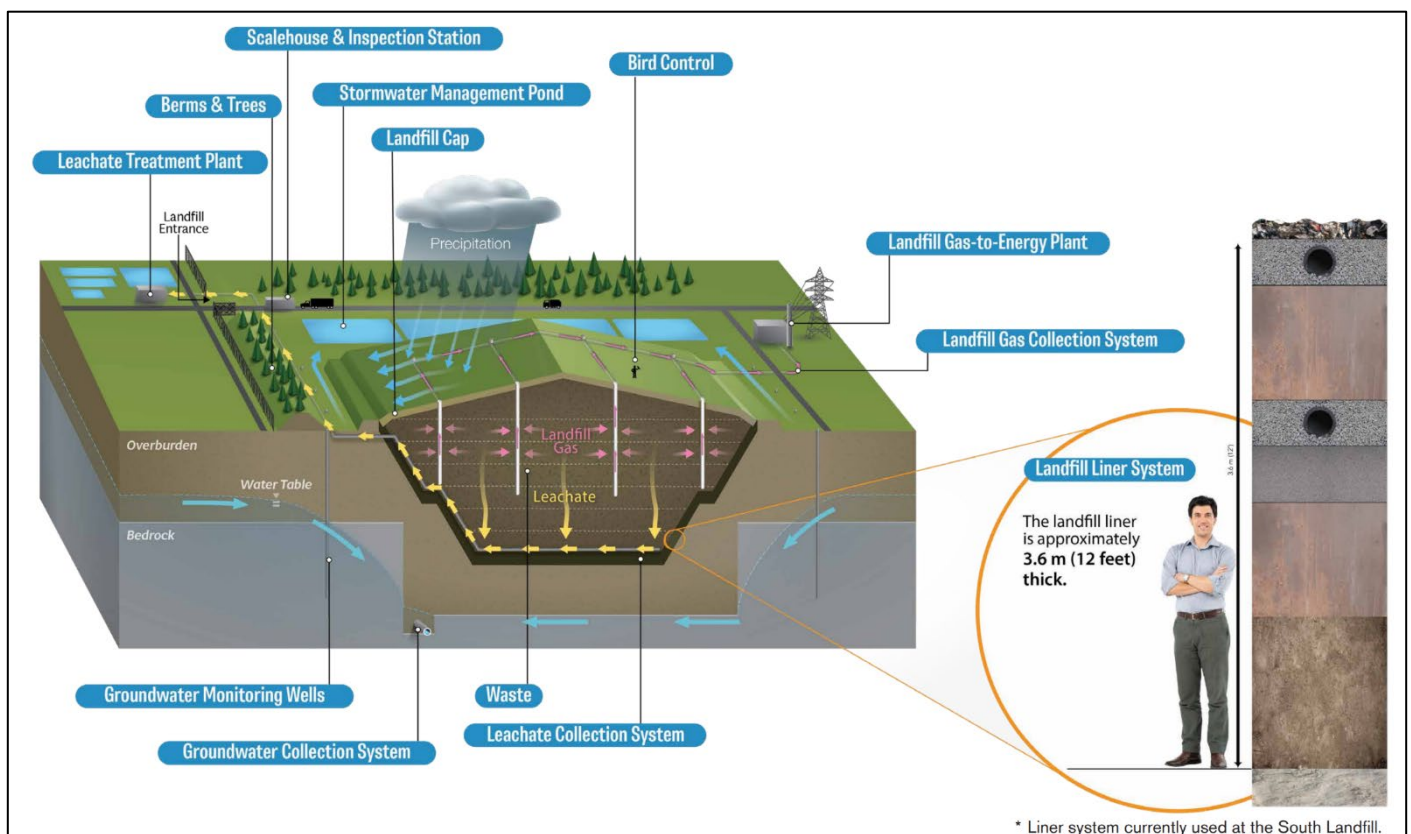 Scalehouse & Inspection Station
Bird Control
Berms & Trees
Stormwater Management Pond
Landfill Cap
Leachate Treatment Plant
Landfill
Entrance
Precipitation
Landfill Gas-to-Energy Plant
Landfill Gas Collection System
Overburden
Landfill
Gas
Water Table
Leachate
Bedrock
Landfill Liner System
3.6 m (12')
The landfill liner
is approximately
3.6 m (12 feet)
thick.
Groundwater Monitoring Wells
Waste
Leachate Collection System
Groundwater Collection System
* Liner system currently used at the South Landfill.